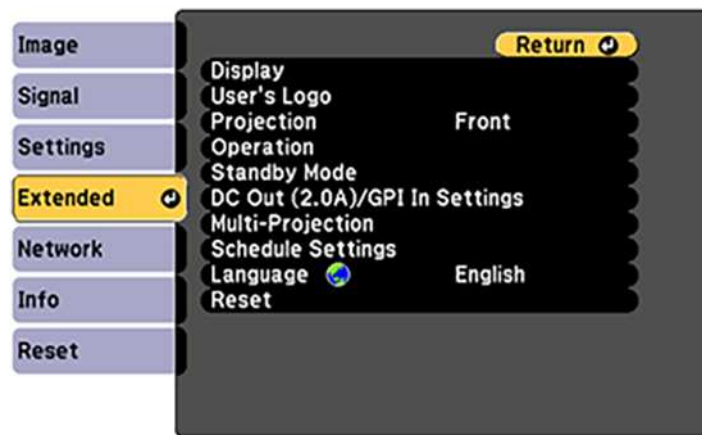 Image
Signal
Settings
Extended
Network
Info
Reset
Return
Display
User's Logo
Projection Front
Operation
Standby Mode
DC Out (2.0A)/GPI In Settings
Multi-Projection
Schedule Settings
Language English
Reset